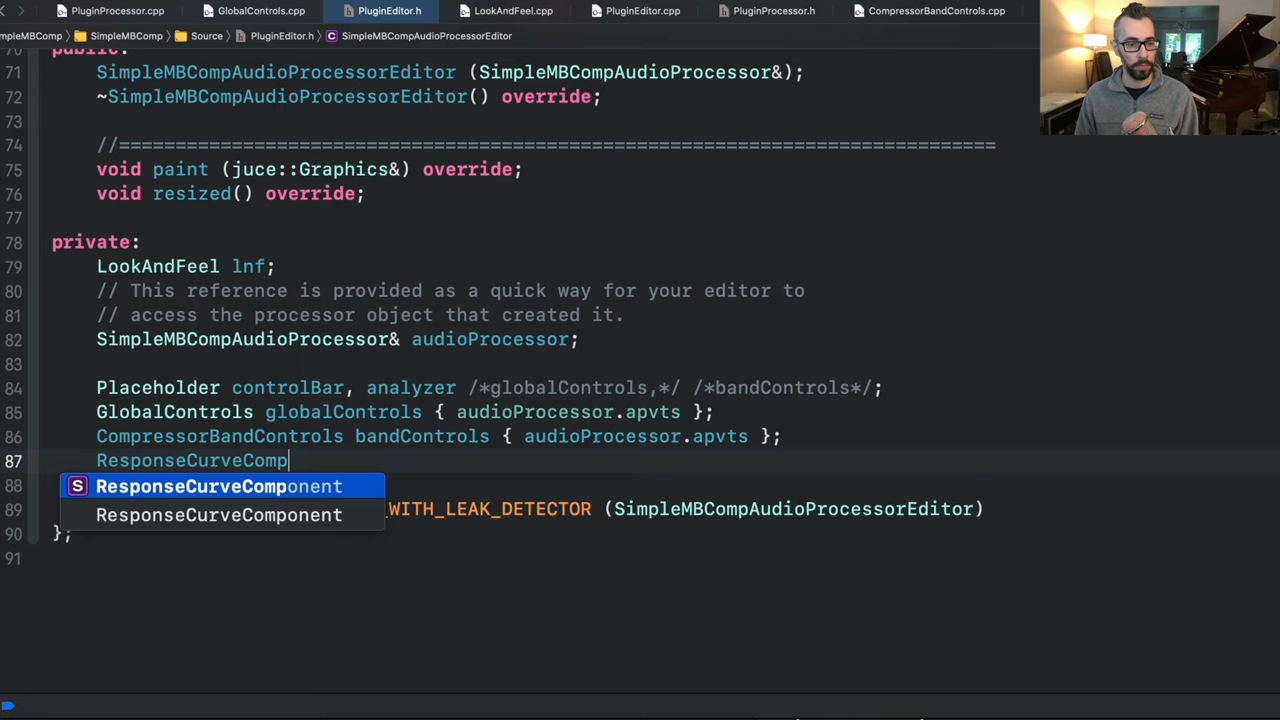 PluginProcessor.cpp GlobalControls.cpp PluginEditor.h LookAndFeel.cpp PluginEditor.cpp PluginProcessor.h CompressorBandControls.cpp
mpleMBComp SimpleMBComp Source PluginEditor.h SimpleMBCompAudioProcessorEditor
70 public:
71 SimpleMBCompAudioProcessorEditor (SimpleMBCompAudioProcessor&);
72 ~SimpleMBCompAudioProcessorEditor() override;
73
74 //==============================================================================
75 void paint (juce::Graphics&) override;
76 void resized() override;
77
78 private:
79 LookAndFeel lnf;
80 // This reference is provided as a quick way for your editor to
81 // access the processor object that created it.
82 SimpleMBCompAudioProcessor& audioProcessor;
83
84 Placeholder controlBar, analyzer /*globalControls,*/ /*bandControls*/;
85 GlobalControls globalControls { audioProcessor.apvts };
86 CompressorBandControls bandControls { audioProcessor.apvts };
87 ResponseCurveComp
88 S ResponseCurveComponent
ResponseCurveComponent
89 _WITH_LEAK_DETECTOR (SimpleMBCompAudioProcessorEditor)
90 };
91